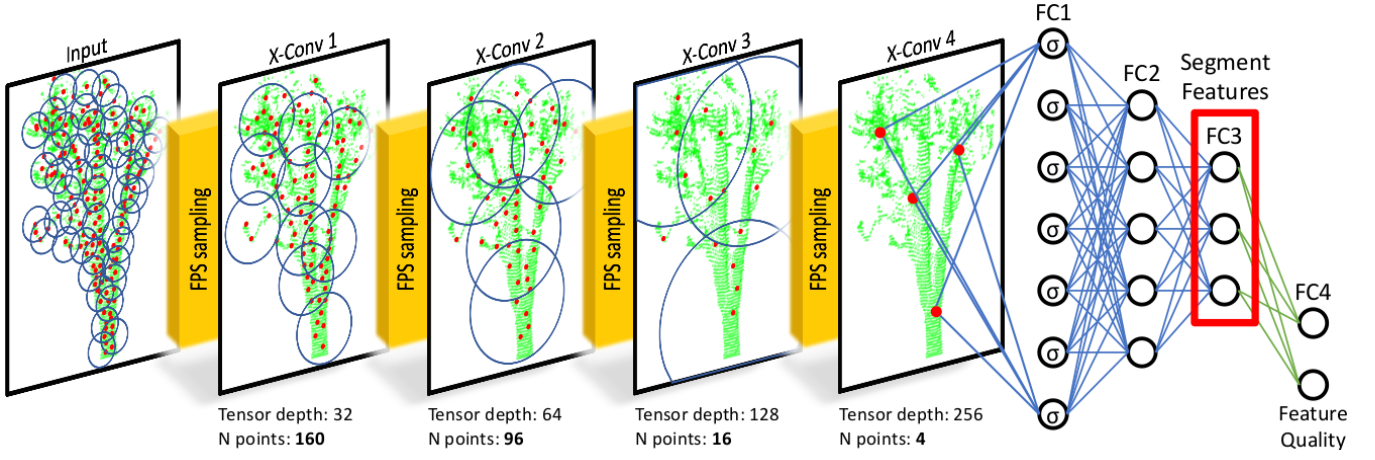 Input
X-Conv 1
X-Conv 2
X-Conv 3
X-Conv 4
FPS sampling
FPS sampling
FPS sampling
FPS sampling
FC1
σ
σ
σ
σ
σ
σ
σ
FC2
Segment
Features
FC3
FC4
Feature
Quality
Tensor depth: 32
N points: 160
Tensor depth: 64
N points: 96
Tensor depth: 128
N points: 16
Tensor depth: 256
N points: 4